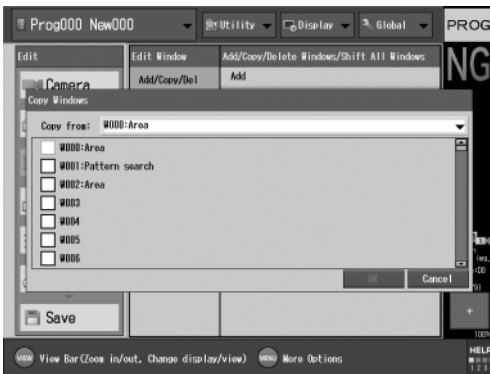 Prog000 New000 Utility Display Global PROG
Edit Edit Window Add/Copy/Delete Windows/Shift All Windows NG
Camera Add/Copy/Del Add
Copy Windows
Copy from: W000:Area
W000:Area
W001:Pattern search
W002:Area
W003
W004
W005
W006
OK Cancel
Save
VIEW View Bar(Zoom in/out, Change display/view) MENU More Options HELP